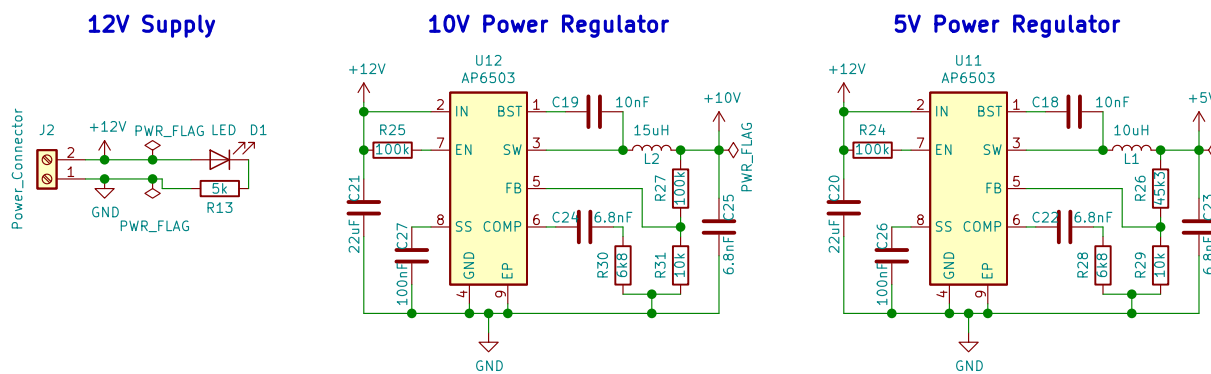 12V Supply
10V Power Regulator
5V Power Regulator
J2
Power_Connector
2
1
+12V
GND
PWR_FLAG
PWR_FLAG
LED
D1
5k
R13
U12
AP6503
+12V
2
IN
R25
100k
7
EN
8
SS
GND
4
EP
9
BST
1
SW
3
FB
5
COMP
6
C19
10nF
15uH
L2
+10V
PWR_FLAG
R27
100k
C21
22uF
C27
100nF
C24
6.8nF
R30
6k8
R31
10k
C25
6.8nF
GND
U11
AP6503
+12V
2
IN
R24
100k
7
EN
8
SS
GND
4
EP
9
BST
1
SW
3
FB
5
COMP
6
C18
10nF
10uH
L1
+5V
R26
45k3
C20
22uF
C26
100nF
C22
6.8nF
R28
6k8
R29
10k
C23
GND